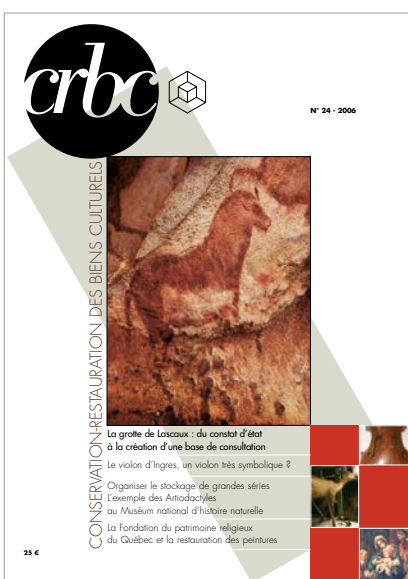 crbc
N° 24 - 2006
CONSERVATION-RESTAURATION DES BIENS CULTURELS
La grotte de Lascaux : du constat d'état
à la création d'une base de consultation
Le violon d'Ingres, un violon très symbolique ?
Organiser le stockage de grandes séries
L'exemple des Artiodactyles
au Muséum national d'histoire naturelle
La Fondation du patrimoine religieux
du Québec et la restauration des peintures
25 €